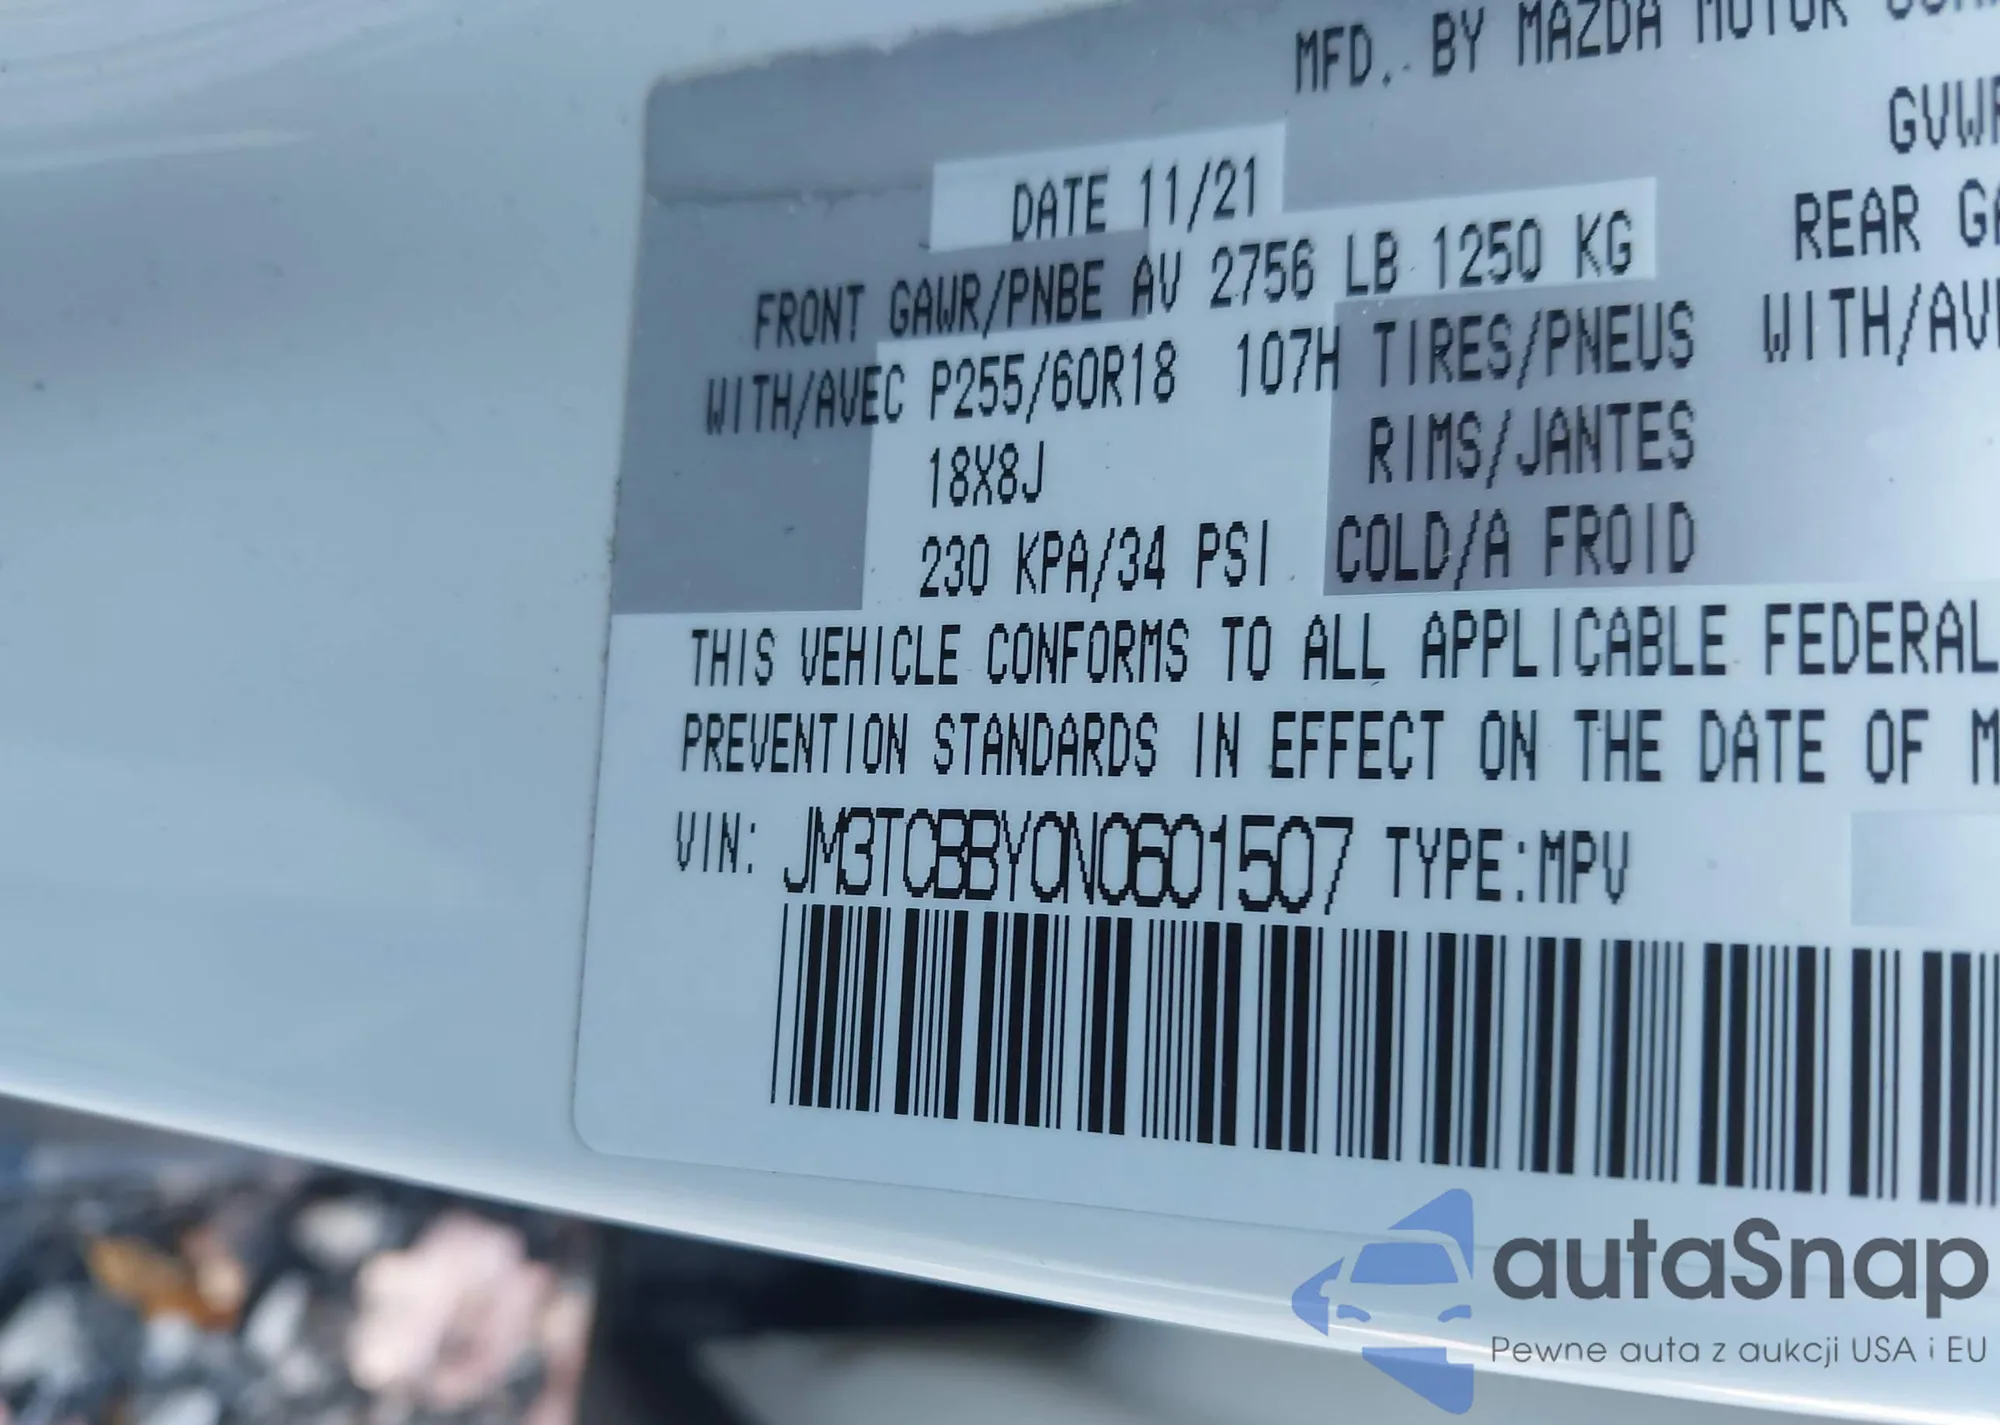 MFD. BY MAZDA MOTOR
DATE 11/21
GVWR
FRONT GAWR/PNBE AV 2756 LB 1250 KG
REAR
WITH/AVEC P255/60R18 107H TIRES/PNEUS WITH/AV
18X8J RIMS/JANTES
230 KPA/34 PSI COLD/A FROID
THIS VEHICLE CONFORMS TO ALL APPLICABLE FEDERAL
PREVENTION STANDARDS IN EFFECT ON THE DATE OF M
VIN: JM3TCBBY0N0601507 TYPE:MPV
autaSnap
Pewne auta z aukcji USA i EU